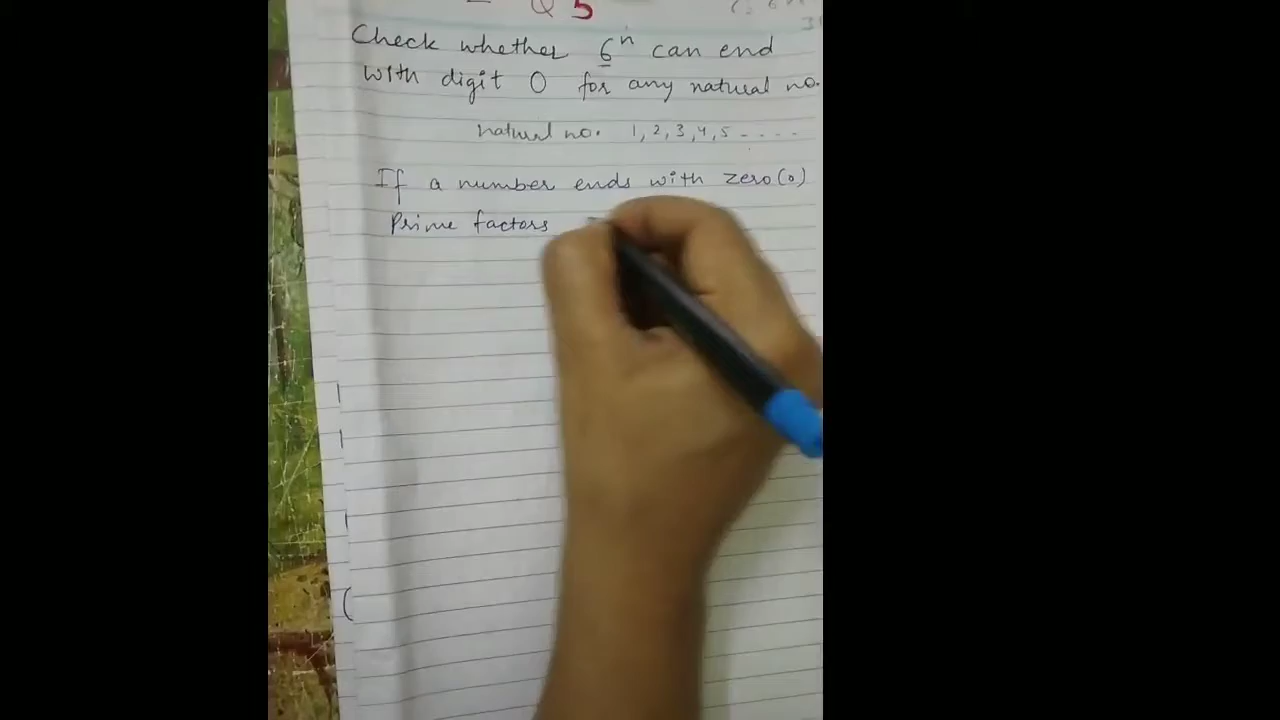 Q 5
Check whether 6ⁿ can end
with digit 0 for any natural no.
natural no. 1, 2, 3, 4, 5 - - - -
If a number ends with zero(0)
Prime factors